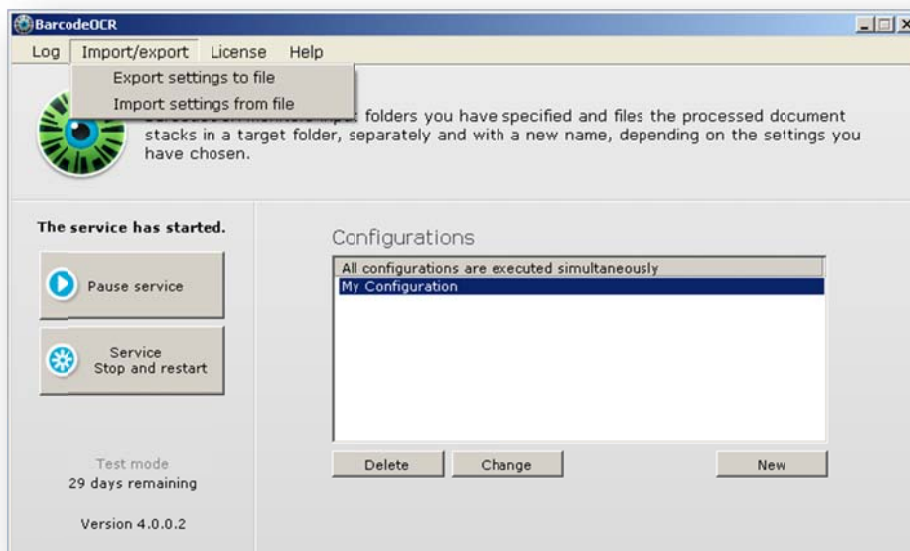 BarcodeOCR
Log Import/export License Help
Export settings to file
Import settings from file
folders you have specified and files the processed document
stacks in a target folder, separately and with a new name, depending on the settings you
have chosen.
The service has started.
Pause service
Service
Stop and restart
Test mode
29 days remaining
Version 4.0.0.2
Configurations
All configurations are executed simultaneously
My Configuration
Delete Change New